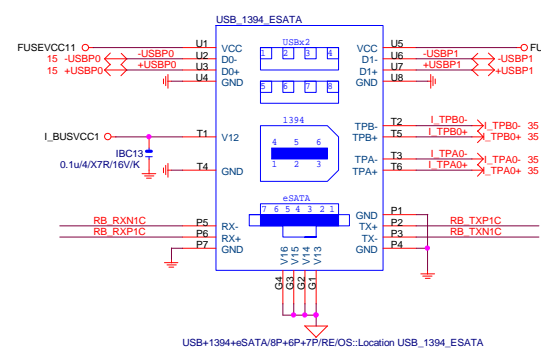 USB_1394_ESATA
FUSEVCC11 U1 VCC USBx2 VCC U5 FU
15 -USBP0 -USBP0 U2 D0- 1 2 3 4 D1- U6 -USBP1 -USBP1
15 +USBP0 +USBP0 U3 D0+ D1+ U7 +USBP1 +USBP1
U4 GND 5 6 7 8 GND U8
1394
TPB- T2 I_TPB0- I_TPB0- 35
TPB+ T5 I_TPB0+ I_TPB0+ 35
I_BUSVCC1 T1 V12
4 5 6
IBC13
0.1u/4/X7R/16V/K
1 2 3
TPA- T3 I_TPA0- I_TPA0- 35
T4 GND TPA+ T6 I_TPA0+ I_TPA0+ 35
eSATA
7 6 5 4 3 2 1
GND P1
RB_RXN1C P5 RX- TX+ P2 RB_TXP1C
RB_RXP1C P6 RX+ TX- P3 RB_TXN1C
P7 GND GND P4
V16 V15 V14 V13
G4 G3 G2 G1
USB+1394+eSATA/8P+6P+7P/RE/OS::Location USB_1394_ESATA